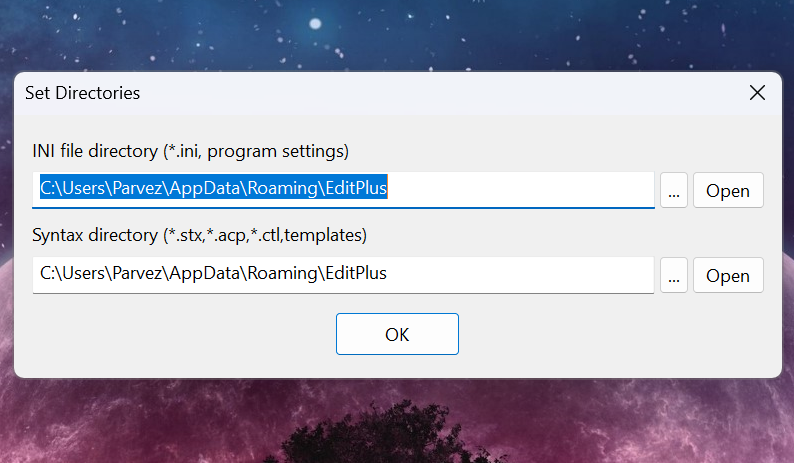 Set Directories
INI file directory (*.ini, program settings)
C:\Users\Parvez\AppData\Roaming\EditPlus
... Open
Syntax directory (*.stx,*.acp,*.ctl,templates)
C:\Users\Parvez\AppData\Roaming\EditPlus
... Open
OK